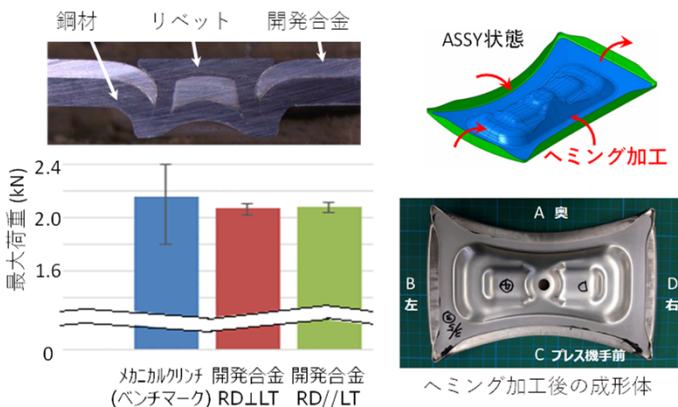 鋼材
リベット
開発合金
最大荷重 (kN)
2.4
2.0
1.6
0
メカニカルクリンチ
(ベンチマーク)
開発合金
RD⊥LT
開発合金
RD//LT
ASSY状態
ヘミング加工
A 奥
B
左
D
右
C プレス機手前
ヘミング加工後の成形体